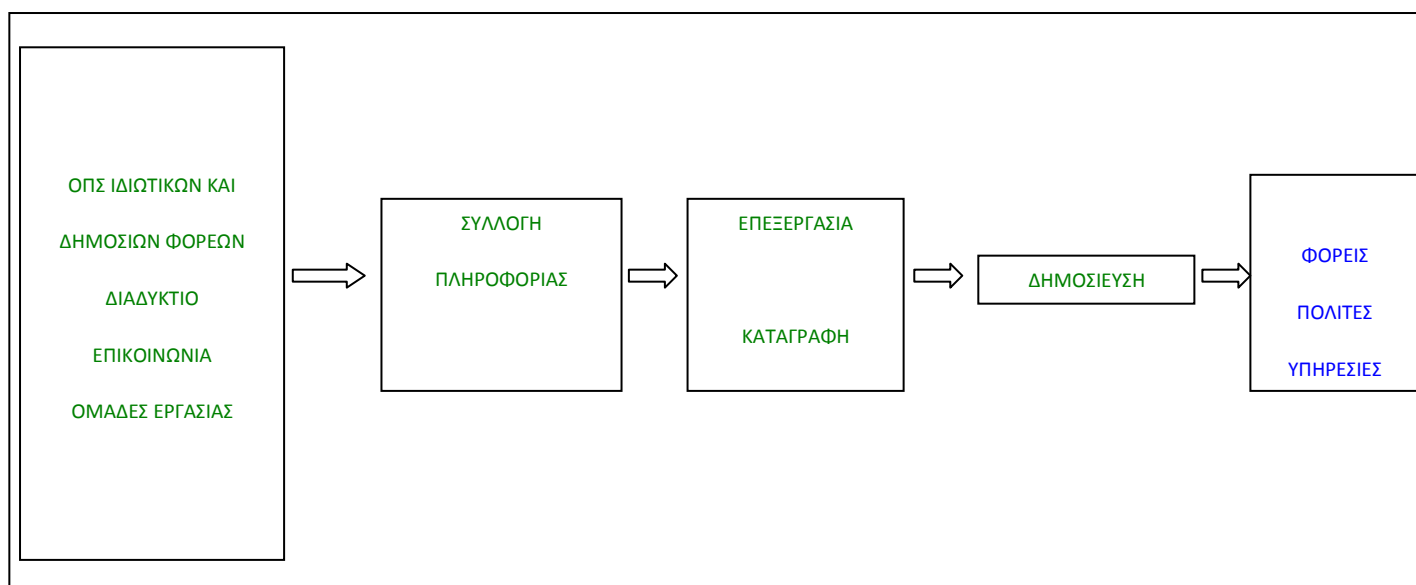 ΟΠΣ ΙΔΙΩΤΙΚΩΝ ΚΑΙ
ΔΗΜΟΣΙΩΝ ΦΟΡΕΩΝ
ΔΙΑΔΥΚΤΙΟ
ΕΠΙΚΟΙΝΩΝΙΑ
ΟΜΑΔΕΣ ΕΡΓΑΣΙΑΣ
ΣΥΛΛΟΓΗ
ΠΛΗΡΟΦΟΡΙΑΣ
ΕΠΕΞΕΡΓΑΣΙΑ
ΚΑΤΑΓΡΑΦΗ
ΔΗΜΟΣΙΕΥΣΗ
ΦΟΡΕΙΣ
ΠΟΛΙΤΕΣ
ΥΠΗΡΕΣΙΕΣ